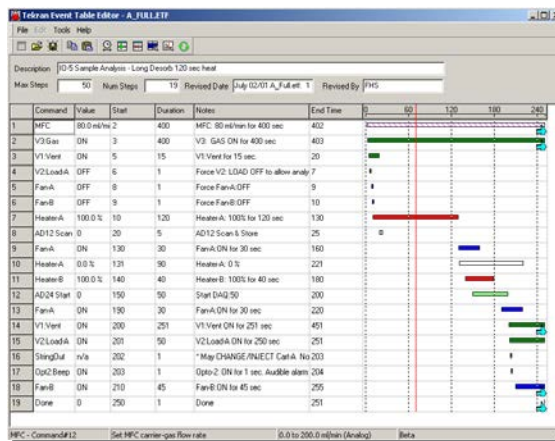 Tekran Event Table Editor - A_FULL.ETF
File Edit Tools Help
Description IO-5 Sample Analysis - Long Desorb 120 sec heat
Max Steps 50 Num Steps 19 Revised Date July 02/01 A_Full.ett: 1 Revised By FHS
Command Value Start Duration Notes End Time 0 60 120 180 240
1 MFC 80.0 ml/mi 2 400 MFC: 80 ml/min for 400 sec 402
2 V3:Gas ON 3 400 V3: GAS ON for 400 sec 403
3 V1:Vent ON 5 15 V1:Vent for 15 sec. 20
4 V2:Load-A OFF 6 1 Force V2: LOAD OFF to allow analy 7
5 Fan-A OFF 8 1 Force Fan-A:OFF 9
6 Fan-B OFF 9 1 Force Fan-B:OFF 10
7 Heater-A 100.0 % 10 120 Heater-A: 100% for 120 sec 130
8 AD12 Scan 0 20 5 AD12 Scan & Store 25
9 Fan-A ON 130 30 Fan-A:ON for 30 sec 160
10 Heater-A 0.0 % 131 90 Heater-A: 0 % 221
11 Heater-B 100.0 % 140 40 Heater-B: 100% for 40 sec 180
12 AD24 Start 0 150 50 Start DAQ:50 200
13 Fan-A ON 190 30 Fan-A:ON for 30 sec 220
14 V1:Vent ON 200 251 V1:Vent ON for 251 sec 451
15 V2:Load-A ON 201 50 V2:Load-A ON for 250 sec 251
16 StringOut n/a 202 1 * May CHANGE/INJECT Cart-A No 203
17 Opt2:Beep ON 203 1 Opto-2: ON for 1 sec. Audible alarm 204
18 Fan-B ON 210 45 Fan-B:ON for 45 sec 255
19 Done 0 250 1 Done 251
MFC - Command#12 Set MFC carrier-gas flow rate 0.0 to 200.0 ml/min (Analog) Beta